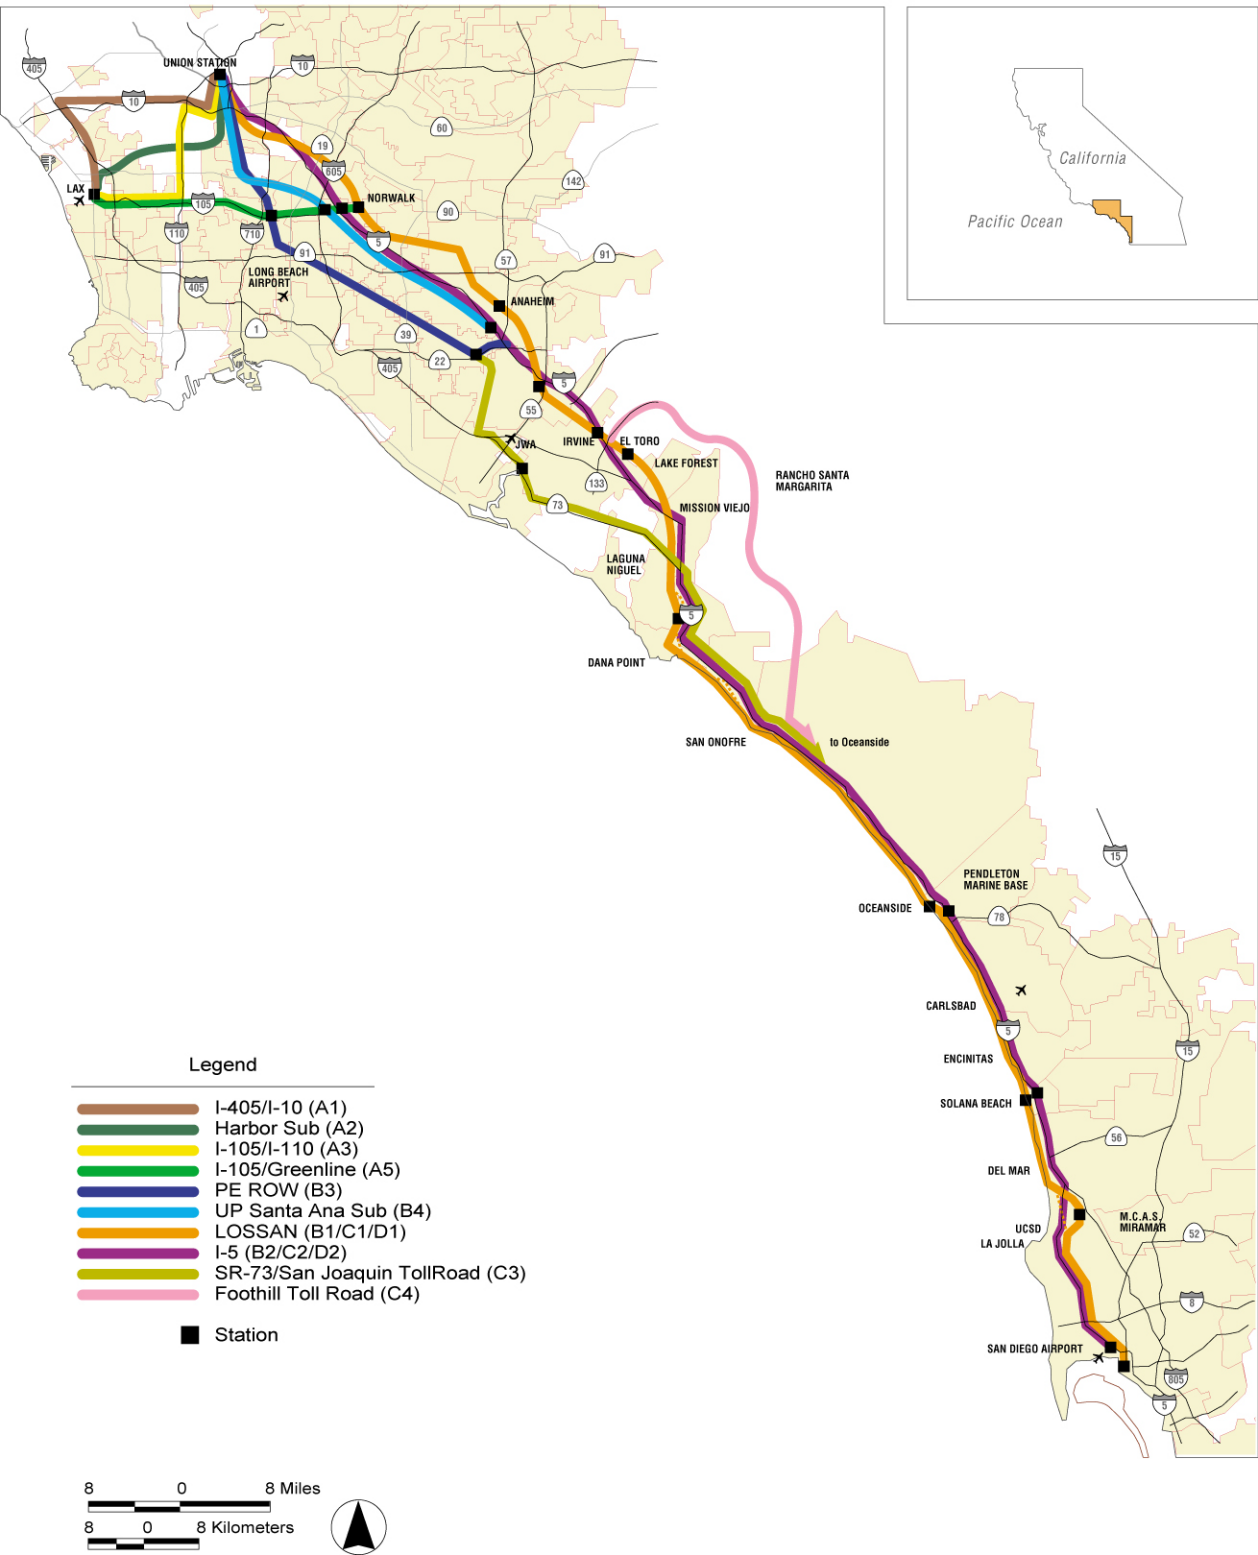 UNION STATION
405
10
10
60
19
605
142
LAX
105
NORWALK
90
110
710
5
91
57
91
LONG BEACH
AIRPORT
405
ANAHEIM
1
39
22
405
5
55
JWA
IRVINE
EL TORO
LAKE FOREST
133
73
RANCHO SANTA
MARGARITA
MISSION VIEJO
LAGUNA
NIGUEL
5
DANA POINT
SAN ONOFRE
to Oceanside
15
PENDLETON
MARINE BASE
OCEANSIDE
78
CARLSBAD
5
ENCINITAS
15
SOLANA BEACH
56
DEL MAR
M.C.A.S.
MIRAMAR
UCSD
LA JOLLA
52
8
SAN DIEGO AIRPORT
805
5
California
Pacific Ocean
Legend
I-405/I-10 (A1)
Harbor Sub (A2)
I-105/I-110 (A3)
I-105/Greenline (A5)
PE ROW (B3)
UP Santa Ana Sub (B4)
LOSSAN (B1/C1/D1)
I-5 (B2/C2/D2)
SR-73/San Joaquin TollRoad (C3)
Foothill Toll Road (C4)
Station
8 0 8 Miles
8 0 8 Kilometers